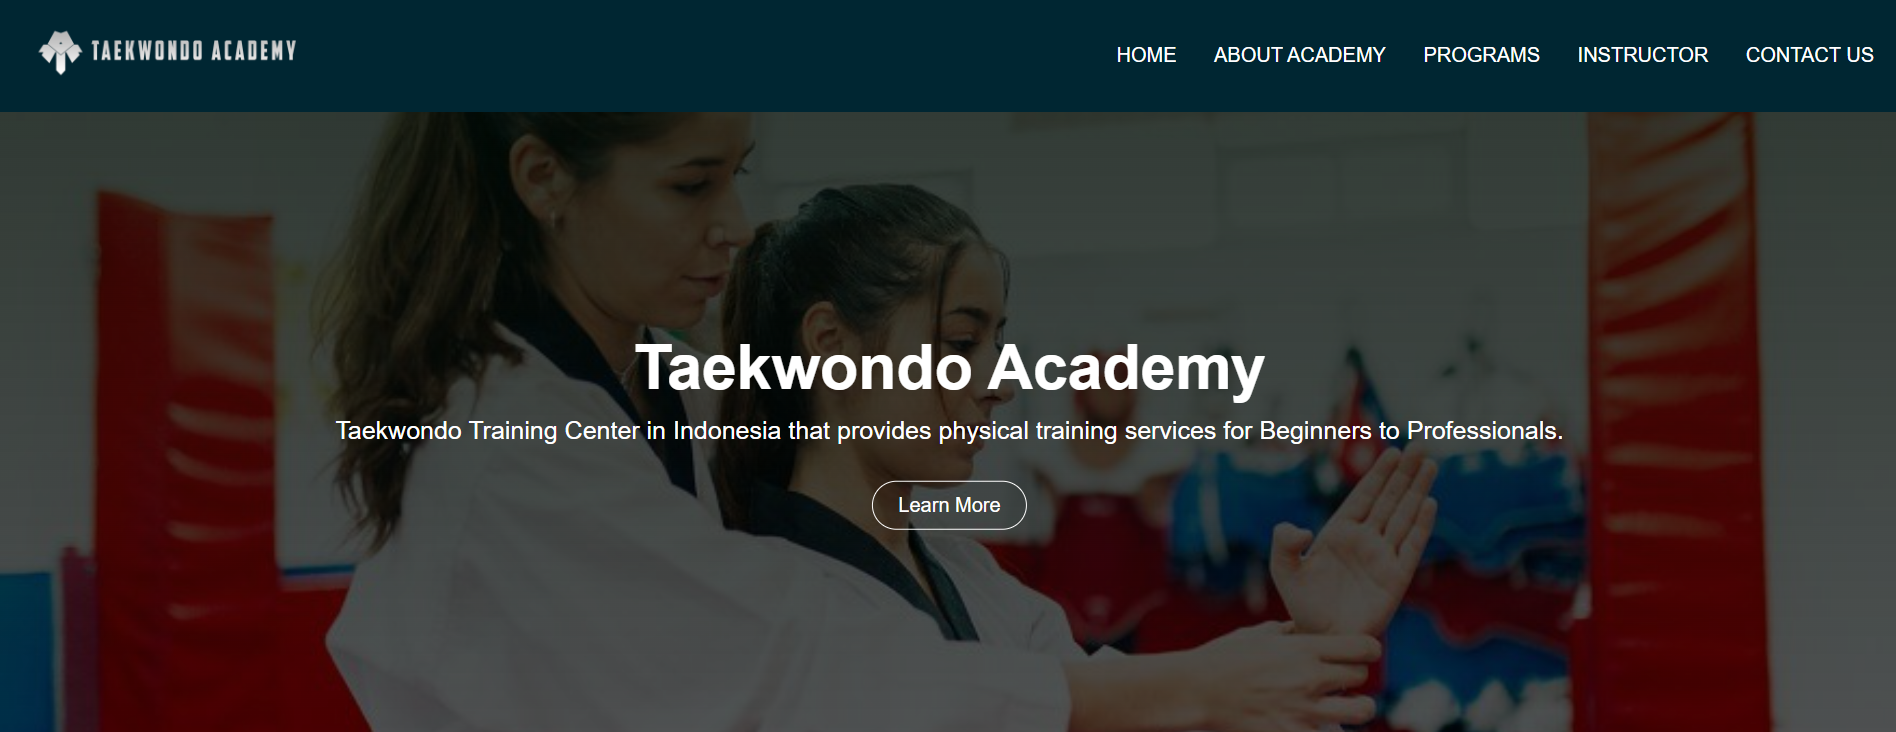 TAEKWONDO ACADEMY
HOME ABOUT ACADEMY PROGRAMS INSTRUCTOR CONTACT US
Taekwondo Academy
Taekwondo Training Center in Indonesia that provides physical training services for Beginners to Professionals.
Learn More